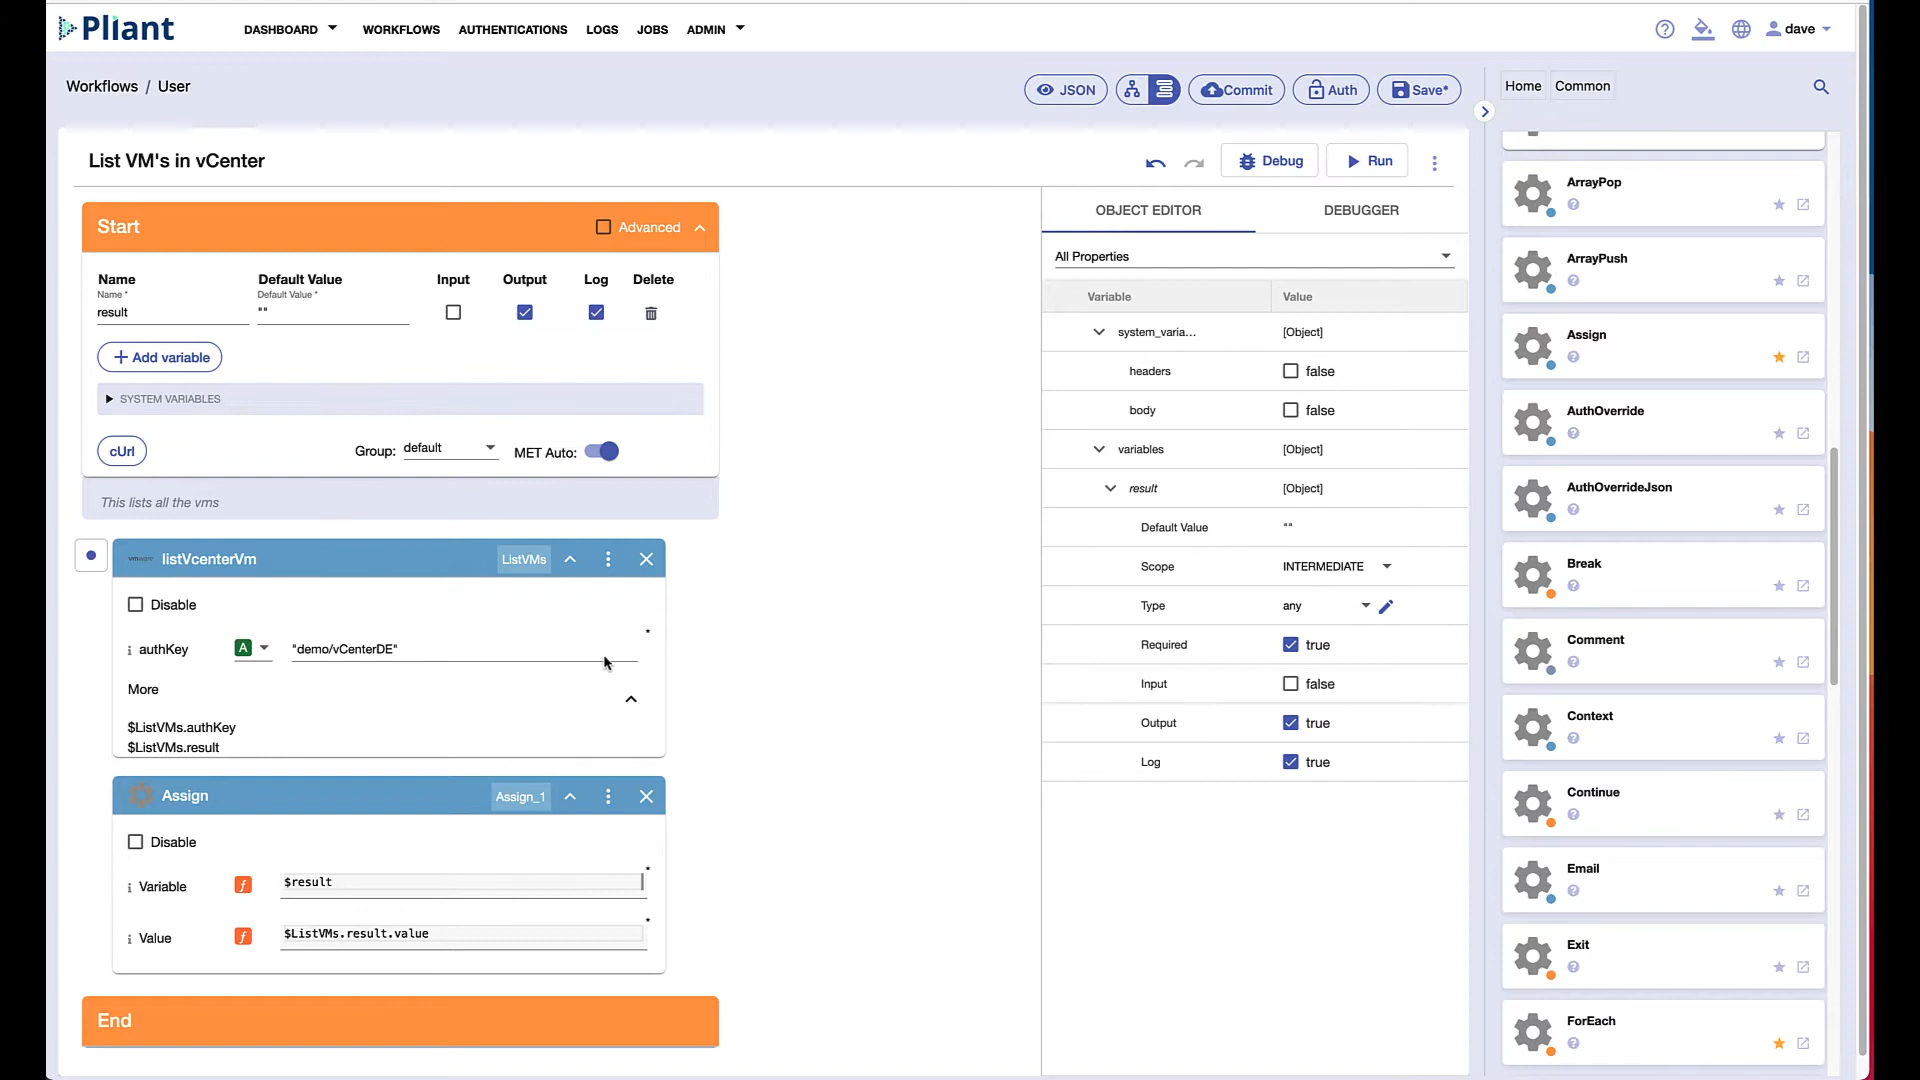 Pliant
DASHBOARD
WORKFLOWS
AUTHENTICATIONS
LOGS
JOBS
ADMIN
dave
Workflows / User
JSON
Commit
Auth
Save*
Home
Common
List VM's in vCenter
Debug
Run
Start
Advanced
Name
Default Value
Input
Output
Log
Delete
Name *
Default Value *
result
""
+ Add variable
SYSTEM VARIABLES
cUrl
Group: default
MET Auto:
This lists all the vms
listVcenterVm
ListVMs
Disable
authKey
A
"demo/vCenterDE"
*
More
$ListVMs.authKey
$ListVMs.result
Assign
Assign_1
Disable
Variable
f
$result
*
Value
f
$ListVMs.result.value
*
End
OBJECT EDITOR
DEBUGGER
All Properties
Variable
Value
system_varia...
[Object]
headers
false
body
false
variables
[Object]
result
[Object]
Default Value
""
Scope
INTERMEDIATE
Type
any
Required
true
Input
false
Output
true
Log
true
ArrayPop
ArrayPush
Assign
AuthOverride
AuthOverrideJson
Break
Comment
Context
Continue
Email
Exit
ForEach